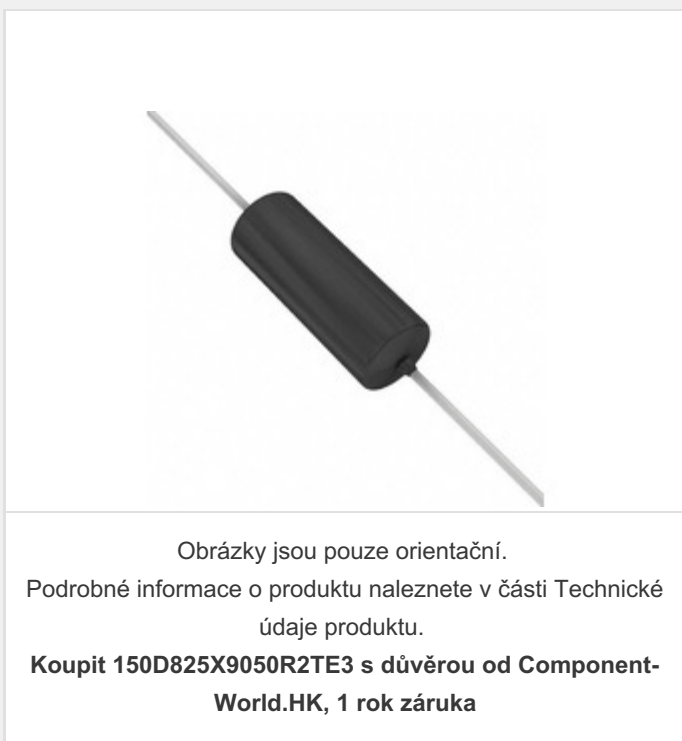 Obrázky jsou pouze orientační.
Podrobné informace o produktu naleznete v části Technické
údaje produktu.
Koupit 150D825X9050R2TE3 s důvěrou od Component-
World.HK, 1 rok záruka